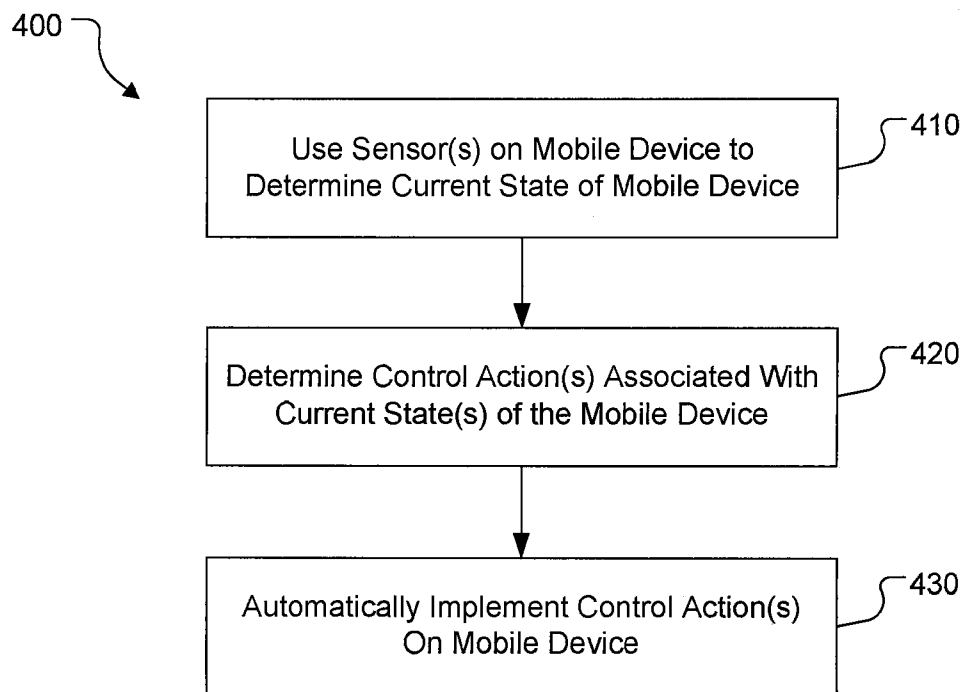 400
Use Sensor(s) on Mobile Device to
Determine Current State of Mobile Device
410
Determine Control Action(s) Associated With
Current State(s) of the Mobile Device
420
Automatically Implement Control Action(s)
On Mobile Device
430